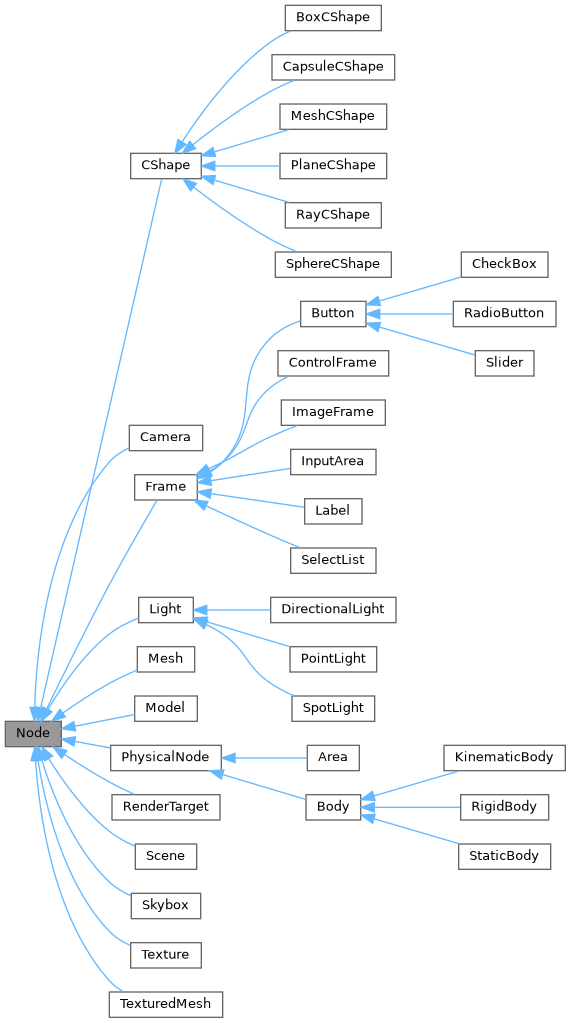 BoxCShape
CapsuleCShape
MeshCShape
CShape
PlaneCShape
RayCShape
SphereCShape
CheckBox
Button
RadioButton
Slider
ControlFrame
ImageFrame
Camera
InputArea
Frame
Label
SelectList
Light
DirectionalLight
Mesh
PointLight
Model
SpotLight
Node
PhysicalNode
Area
KinematicBody
RenderTarget
Body
RigidBody
Scene
StaticBody
Skybox
Texture
TexturedMesh